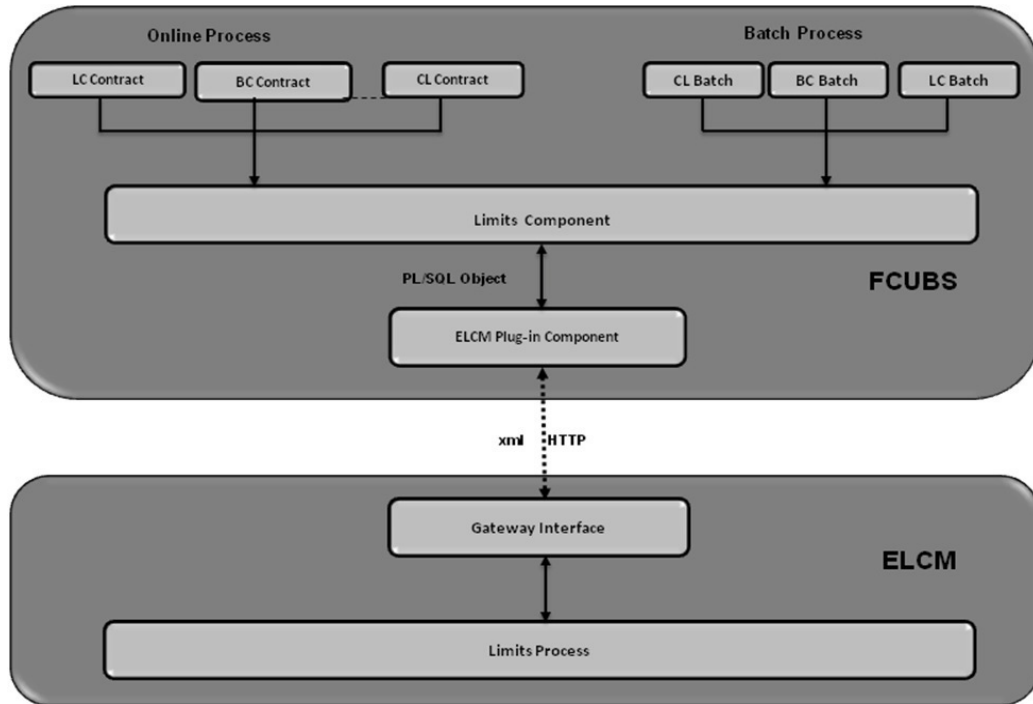 Online Process
Batch Process
LC Contract
BC Contract
CL Contract
CL Batch
BC Batch
LC Batch
Limits Component
PL/SQL Object
FCUBS
ELCM Plug-in Component
xml HTTP
Gateway Interface
ELCM
Limits Process